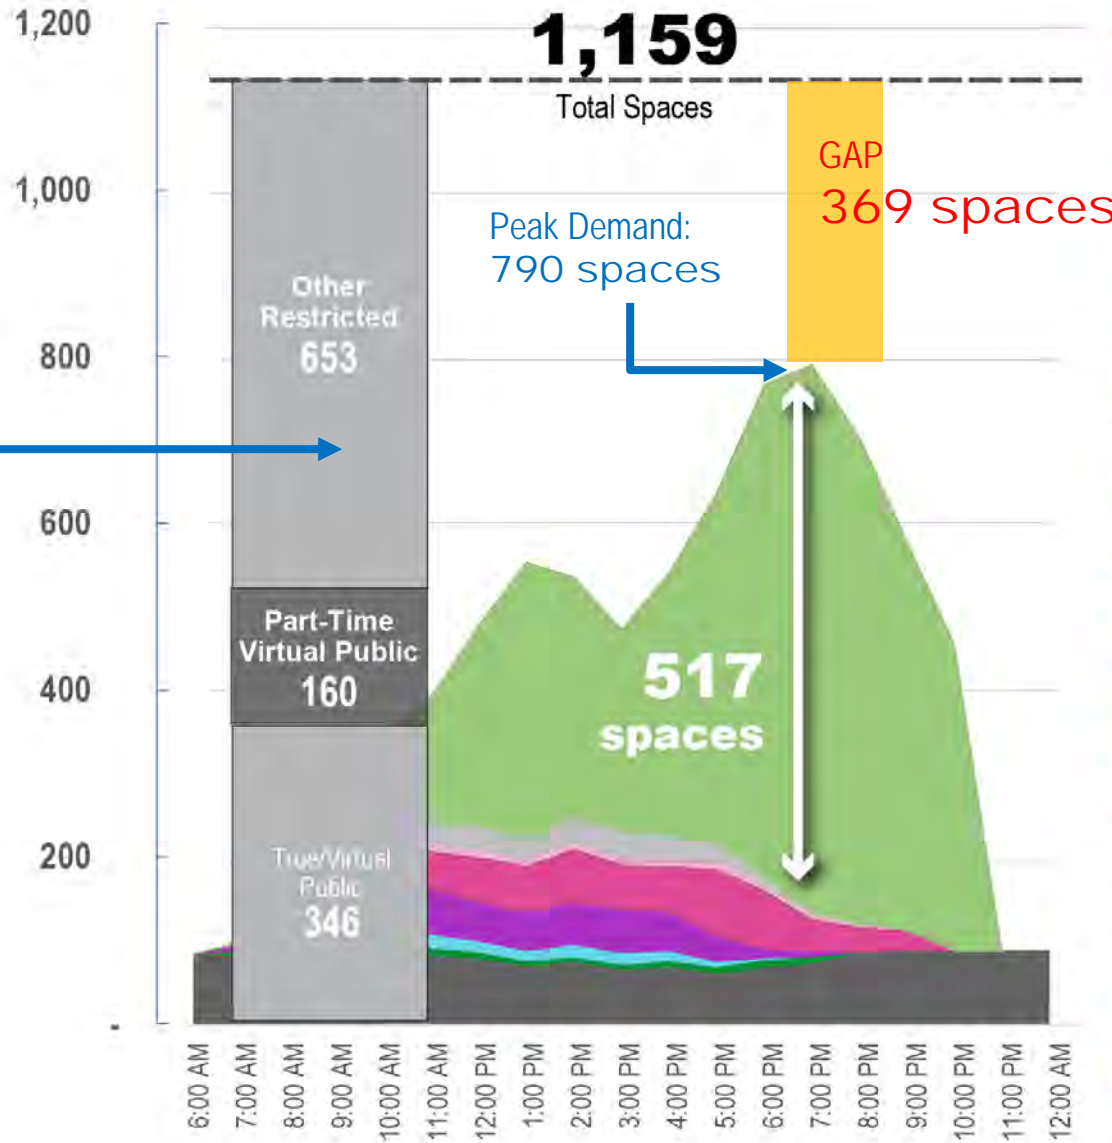 1,200
1,159
Total Spaces
GAP
369 spaces
1,000
Peak Demand:
790 spaces
Other
Restricted
653
800
600
Part-Time
Virtual Public
160
517
spaces
400
200
True/Virtual
Public
346
-
6:00 AM
7:00 AM
8:00 AM
9:00 AM
10:00 AM
11:00 AM
12:00 PM
1:00 PM
2:00 PM
3:00 PM
4:00 PM
5:00 PM
6:00 PM
7:00 PM
8:00 PM
9:00 PM
10:00 PM
11:00 PM
12:00 AM